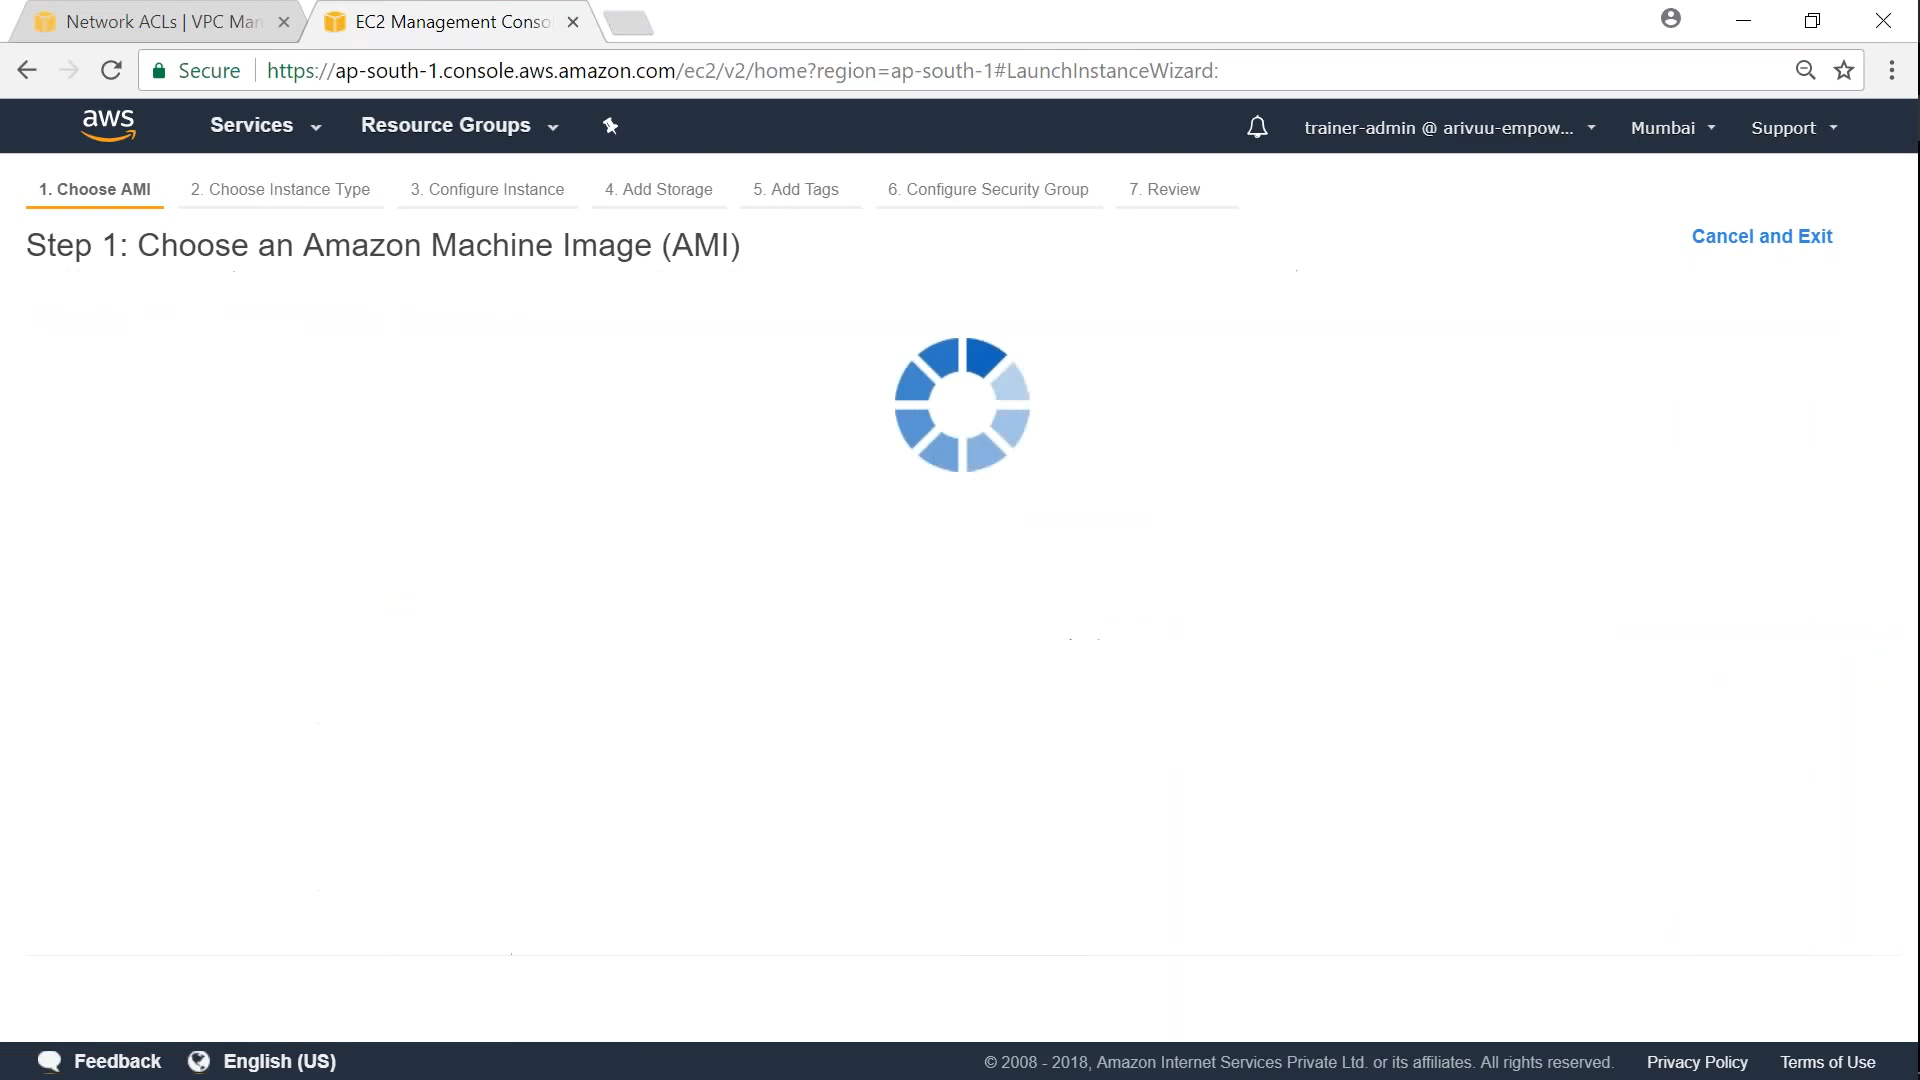 Network ACLs | VPC Man
EC2 Management Conso
Secure
https://ap-south-1.console.aws.amazon.com/ec2/v2/home?region=ap-south-1#LaunchInstanceWizard:
aws
Services
Resource Groups
trainer-admin @ arivuu-empow...
Mumbai
Support
1. Choose AMI
2. Choose Instance Type
3. Configure Instance
4. Add Storage
5. Add Tags
6. Configure Security Group
7. Review
Step 1: Choose an Amazon Machine Image (AMI)
Cancel and Exit
Feedback
English (US)
© 2008 - 2018, Amazon Internet Services Private Ltd. or its affiliates. All rights reserved.
Privacy Policy
Terms of Use